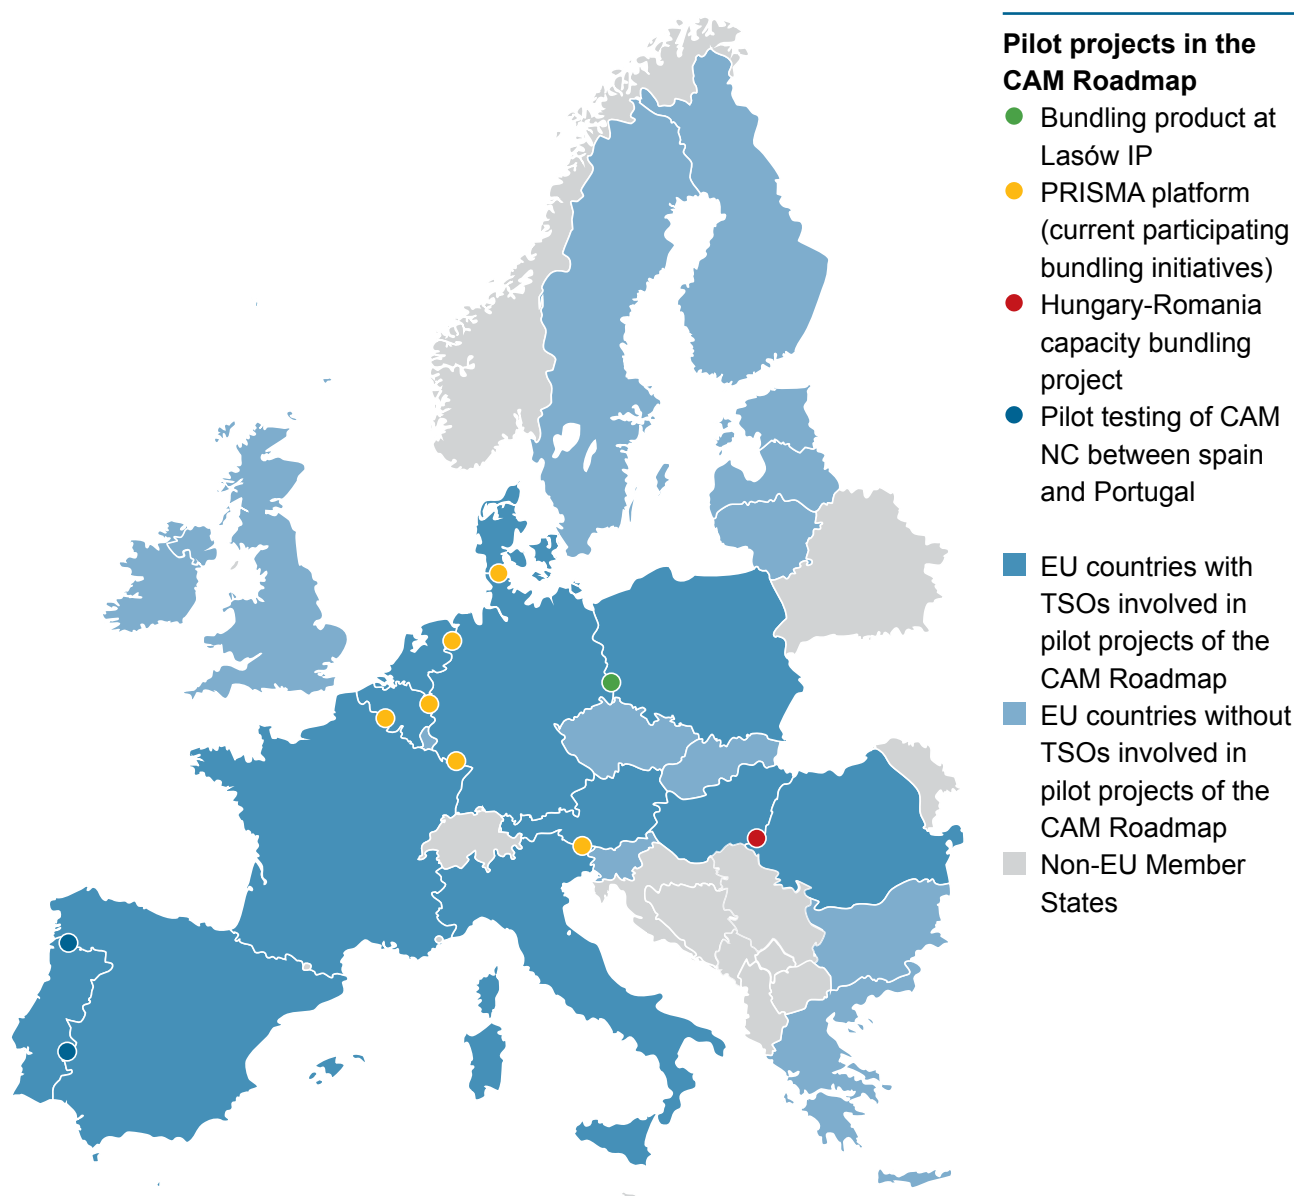 Pilot projects in the
CAM Roadmap
Bundling product at
Lasów IP
PRISMA platform
(current participating
bundling initiatives)
Hungary-Romania
capacity bundling
project
Pilot testing of CAM
NC between spain
and Portugal
EU countries with
TSOs involved in
pilot projects of the
CAM Roadmap
EU countries without
TSOs involved in
pilot projects of the
CAM Roadmap
Non-EU Member
States